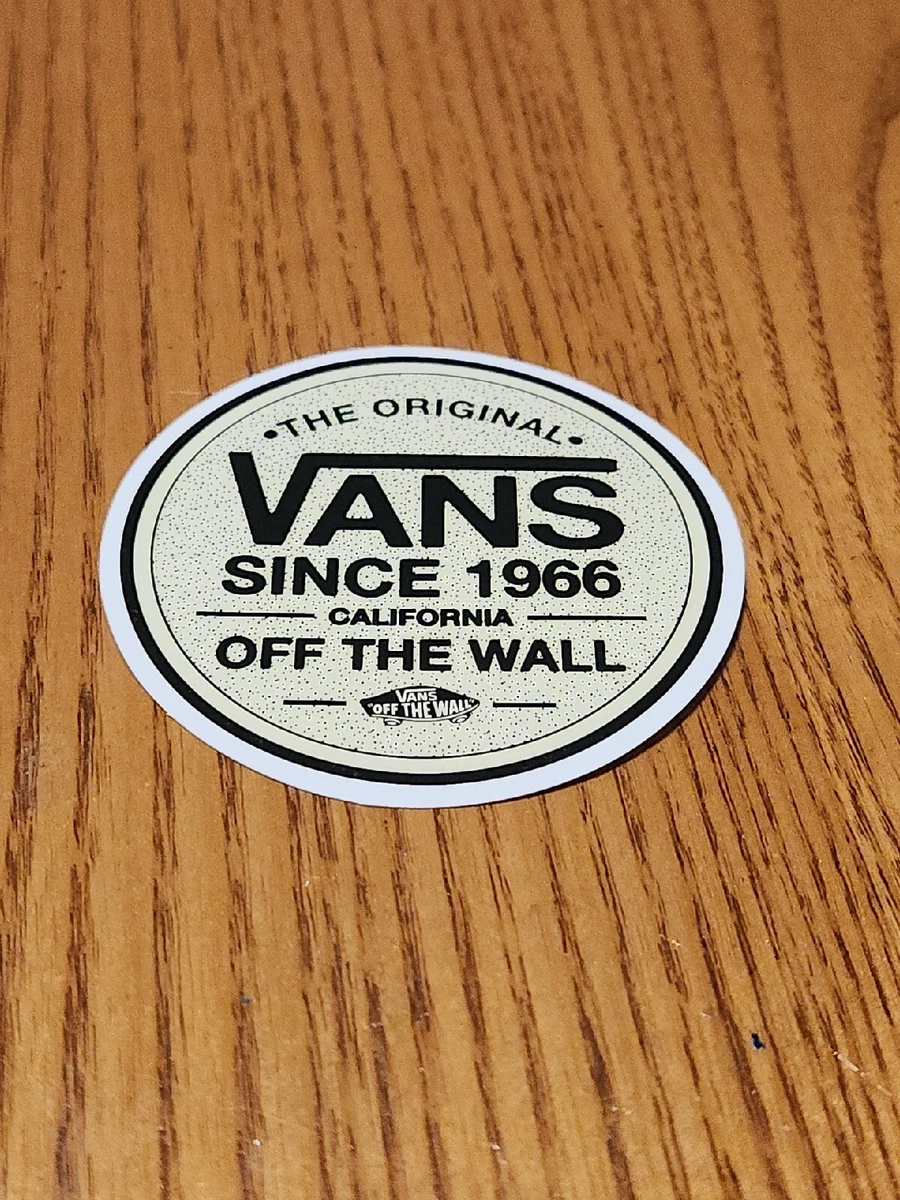 •THE ORIGINAL•
VANS
SINCE 1966
CALIFORNIA
OFF THE WALL
VANS
"OFF THE WALL"